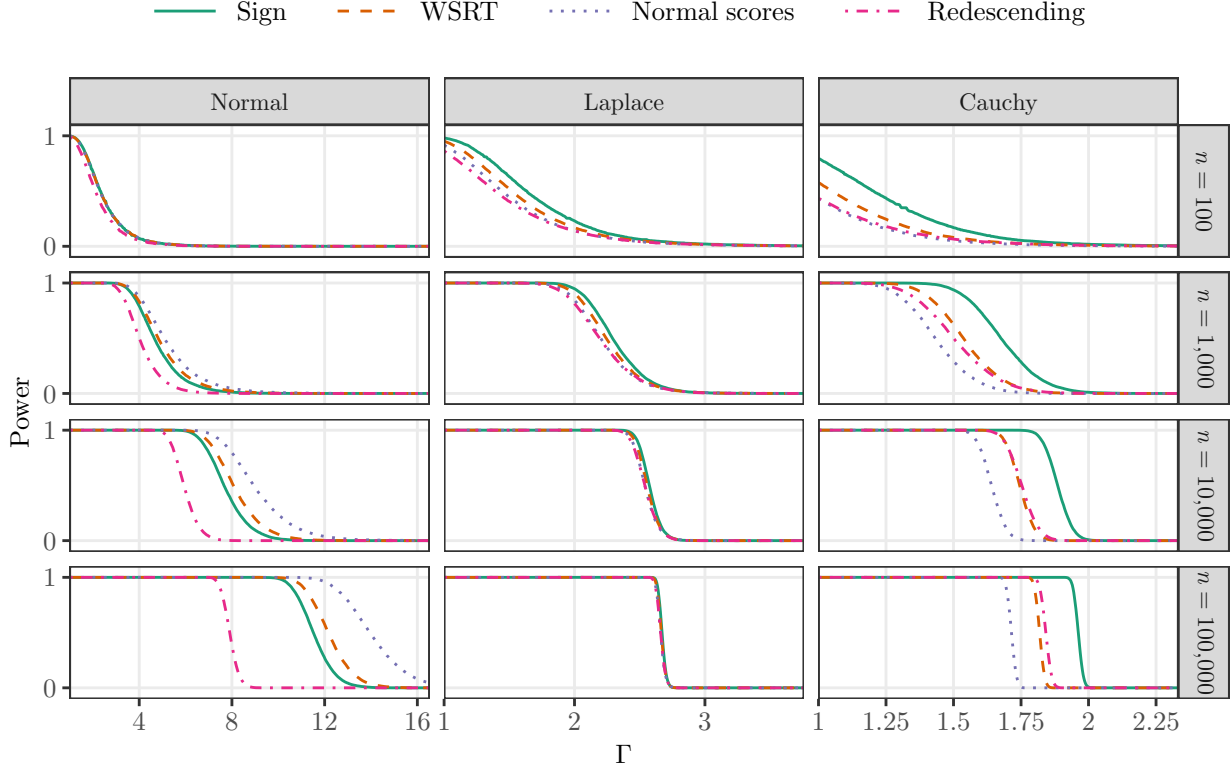 Sign WSRT Normal scores Redescending
Normal Laplace Cauchy
1
0
n = 100
1
0
n = 1,000
Power
1
0
n = 10,000
1
0
n = 100,000
4 8 12 16 1 2 3 1 1.25 1.5 1.75 2 2.25
Γ